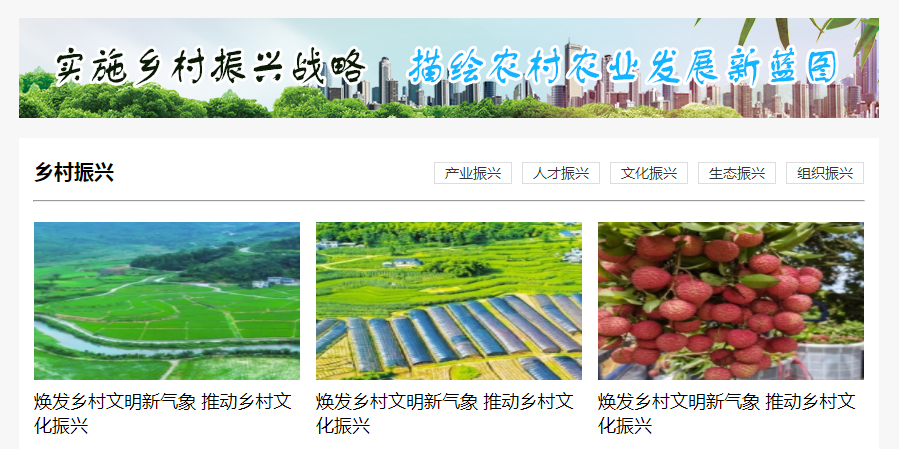 实施乡村振兴战略 描绘农村农业发展新蓝图
乡村振兴
产业振兴
人才振兴
文化振兴
生态振兴
组织振兴
焕发乡村文明新气象 推动乡村文
化振兴
焕发乡村文明新气象 推动乡村文
化振兴
焕发乡村文明新气象 推动乡村文
化振兴